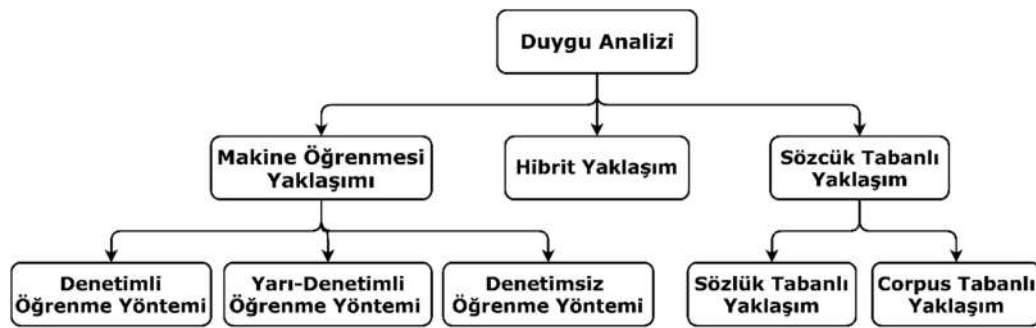 Duygu Analizi
Makine Öğrenmesi
Yaklaşımı
Hibrit Yaklaşım
Sözcük Tabanlı
Yaklaşım
Denetimli
Öğrenme Yöntemi
Yarı-Denetimli
Öğrenme Yöntemi
Denetimsiz
Öğrenme Yöntemi
Sözlük Tabanlı
Yaklaşım
Corpus Tabanlı
Yaklaşım